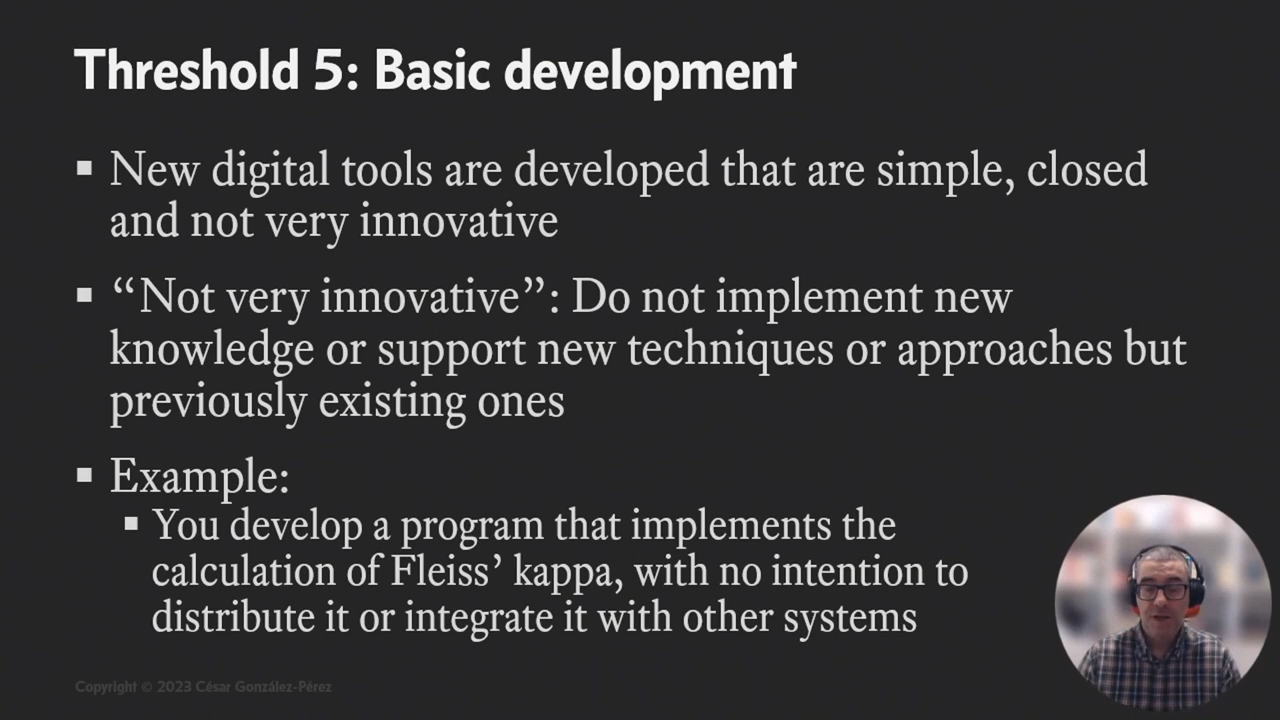 Threshold 5: Basic development
▪ New digital tools are developed that are simple, closed
and not very innovative
▪ “Not very innovative”: Do not implement new
knowledge or support new techniques or approaches but
previously existing ones
▪ Example:
▪ You develop a program that implements the
calculation of Fleiss’ kappa, with no intention to
distribute it or integrate it with other systems
Copyright © 2023 César González-Pérez